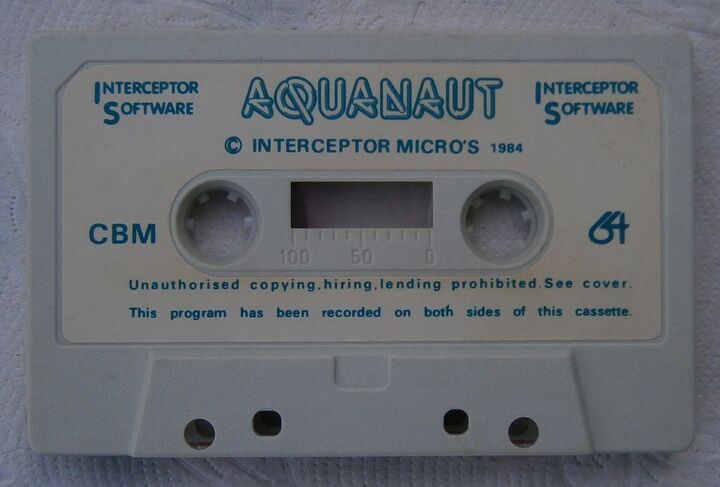 INTERCEPTOR SOFTWARE
AQUANAUT
INTERCEPTOR SOFTWARE
© INTERCEPTOR MICRO'S 1984
CBM
64
100 50 0
Unauthorised copying,hiring,lending prohibited.See cover.
This program has been recorded on both sides of this cassette.